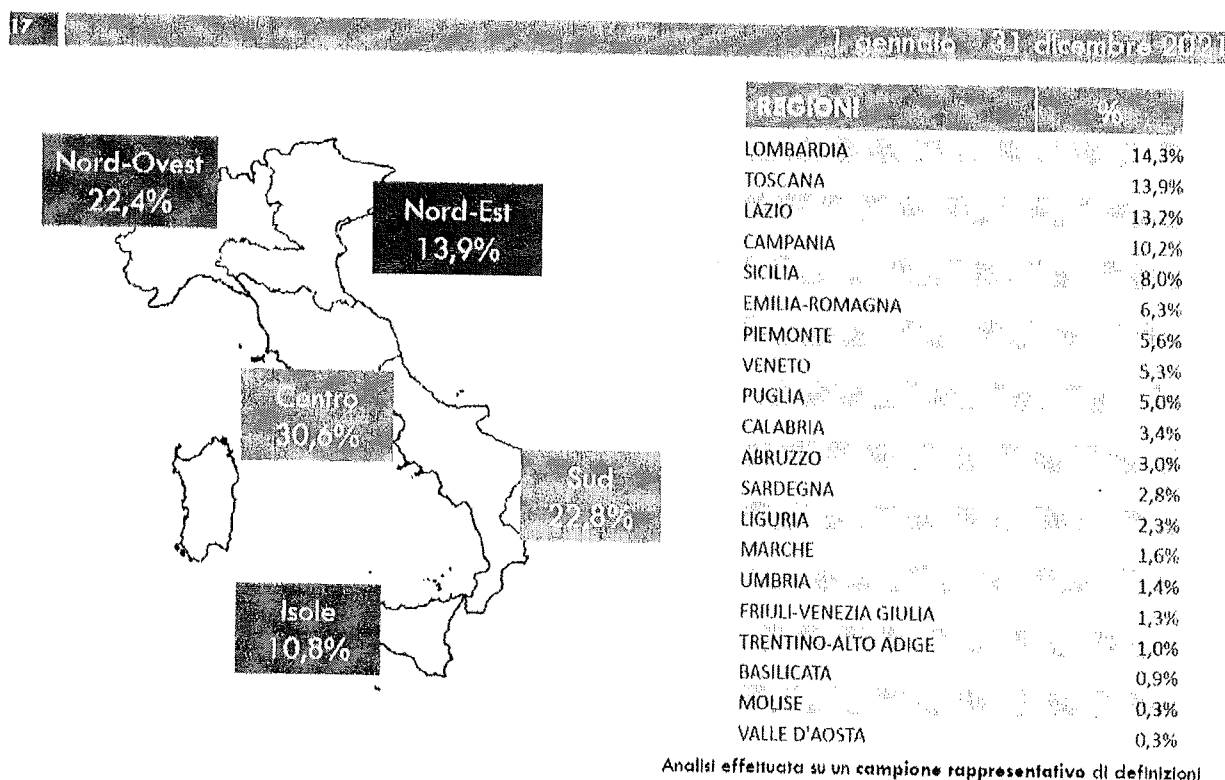 17
1 gennaio - 31 dicembre 2021
Nord-Ovest
22,4%
Nord-Est
13,9%
Centro
30,6%
Sud
22,8%
Isole
10,8%
REGIONI %
LOMBARDIA 14,3%
TOSCANA 13,9%
LAZIO 13,2%
CAMPANIA 10,2%
SICILIA 8,0%
EMILIA-ROMAGNA 6,3%
PIEMONTE 5,6%
VENETO 5,3%
PUGLIA 5,0%
CALABRIA 3,4%
ABRUZZO 3,0%
SARDEGNA 2,8%
LIGURIA 2,3%
MARCHE 1,6%
UMBRIA 1,4%
FRIULI-VENEZIA GIULIA 1,3%
TRENTINO-ALTO ADIGE 1,0%
BASILICATA 0,9%
MOLISE 0,3%
VALLE D'AOSTA 0,3%
Analisi effettuata su un campione rappresentativo di definizioni